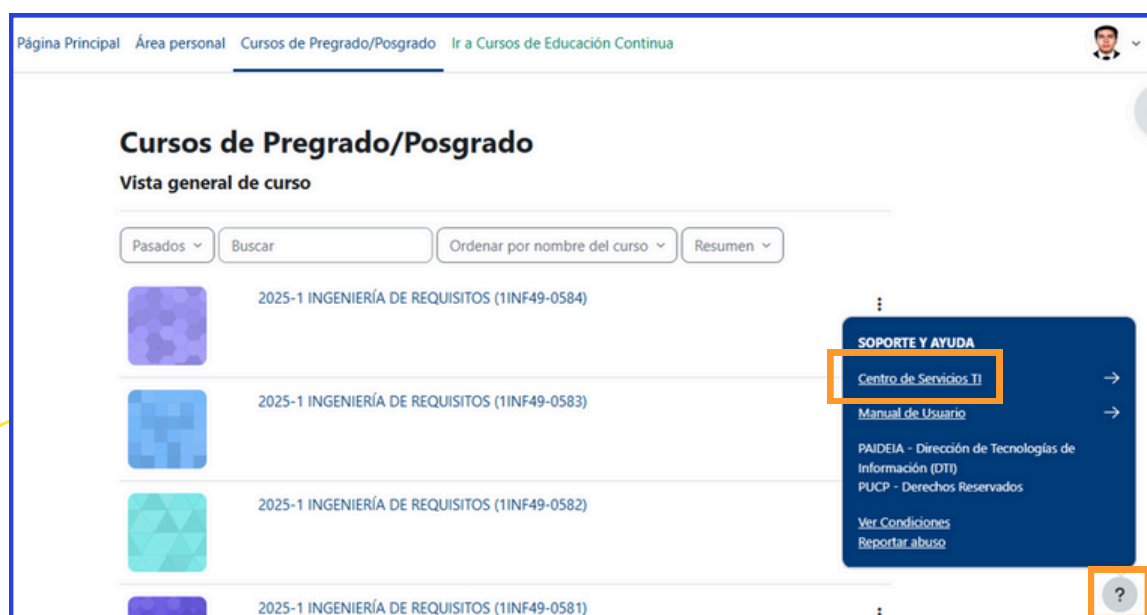 Página Principal Área personal Cursos de Pregrado/Posgrado Ir a Cursos de Educación Continua
Cursos de Pregrado/Posgrado
Vista general de curso
Pasados Buscar Ordenar por nombre del curso Resumen
2025-1 INGENIERÍA DE REQUISITOS (1INF49-0584)
2025-1 INGENIERÍA DE REQUISITOS (1INF49-0583)
2025-1 INGENIERÍA DE REQUISITOS (1INF49-0582)
2025-1 INGENIERÍA DE REQUISITOS (1INF49-0581)
SOPORTE Y AYUDA
Centro de Servicios TI →
Manual de Usuario →
PAIDEIA - Dirección de Tecnologías de
Información (DTI)
PUCP - Derechos Reservados
Ver Condiciones
Reportar abuso
?